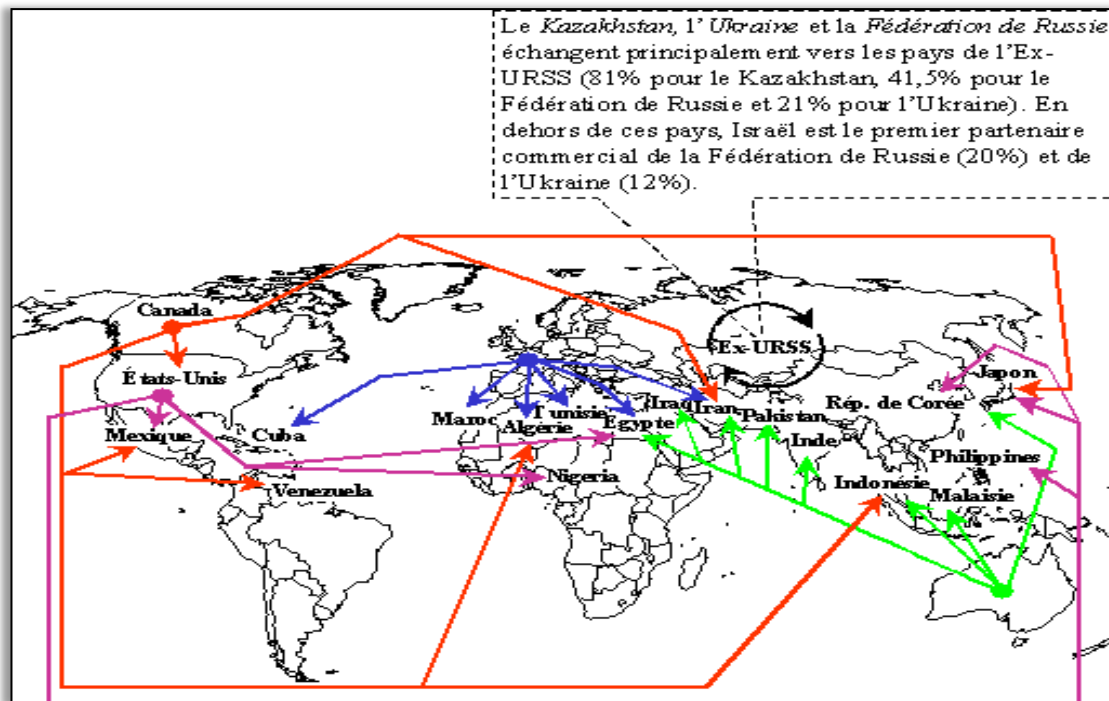 Le Kazakhstan, l'Ukraine et la Fédération de Russie
échangent principalement vers les pays de l'Ex-
URSS (81% pour le Kazakhstan, 41,5% pour le
Fédération de Russie et 21% pour l'Ukraine). En
dehors de ces pays, Israël est le premier partenaire
commercial de la Fédération de Russie (20%) et de
l'Ukraine (12%).
Canada
Ex-URSS
États-Unis
Japon
Mexique
Cuba
Maroc
Algérie
Tunisie
Egypte
Iraq
Iran
Pakistan
Rép. de Corée
Inde
Philippines
Venezuela
Nigeria
Indonésie
Malaisie